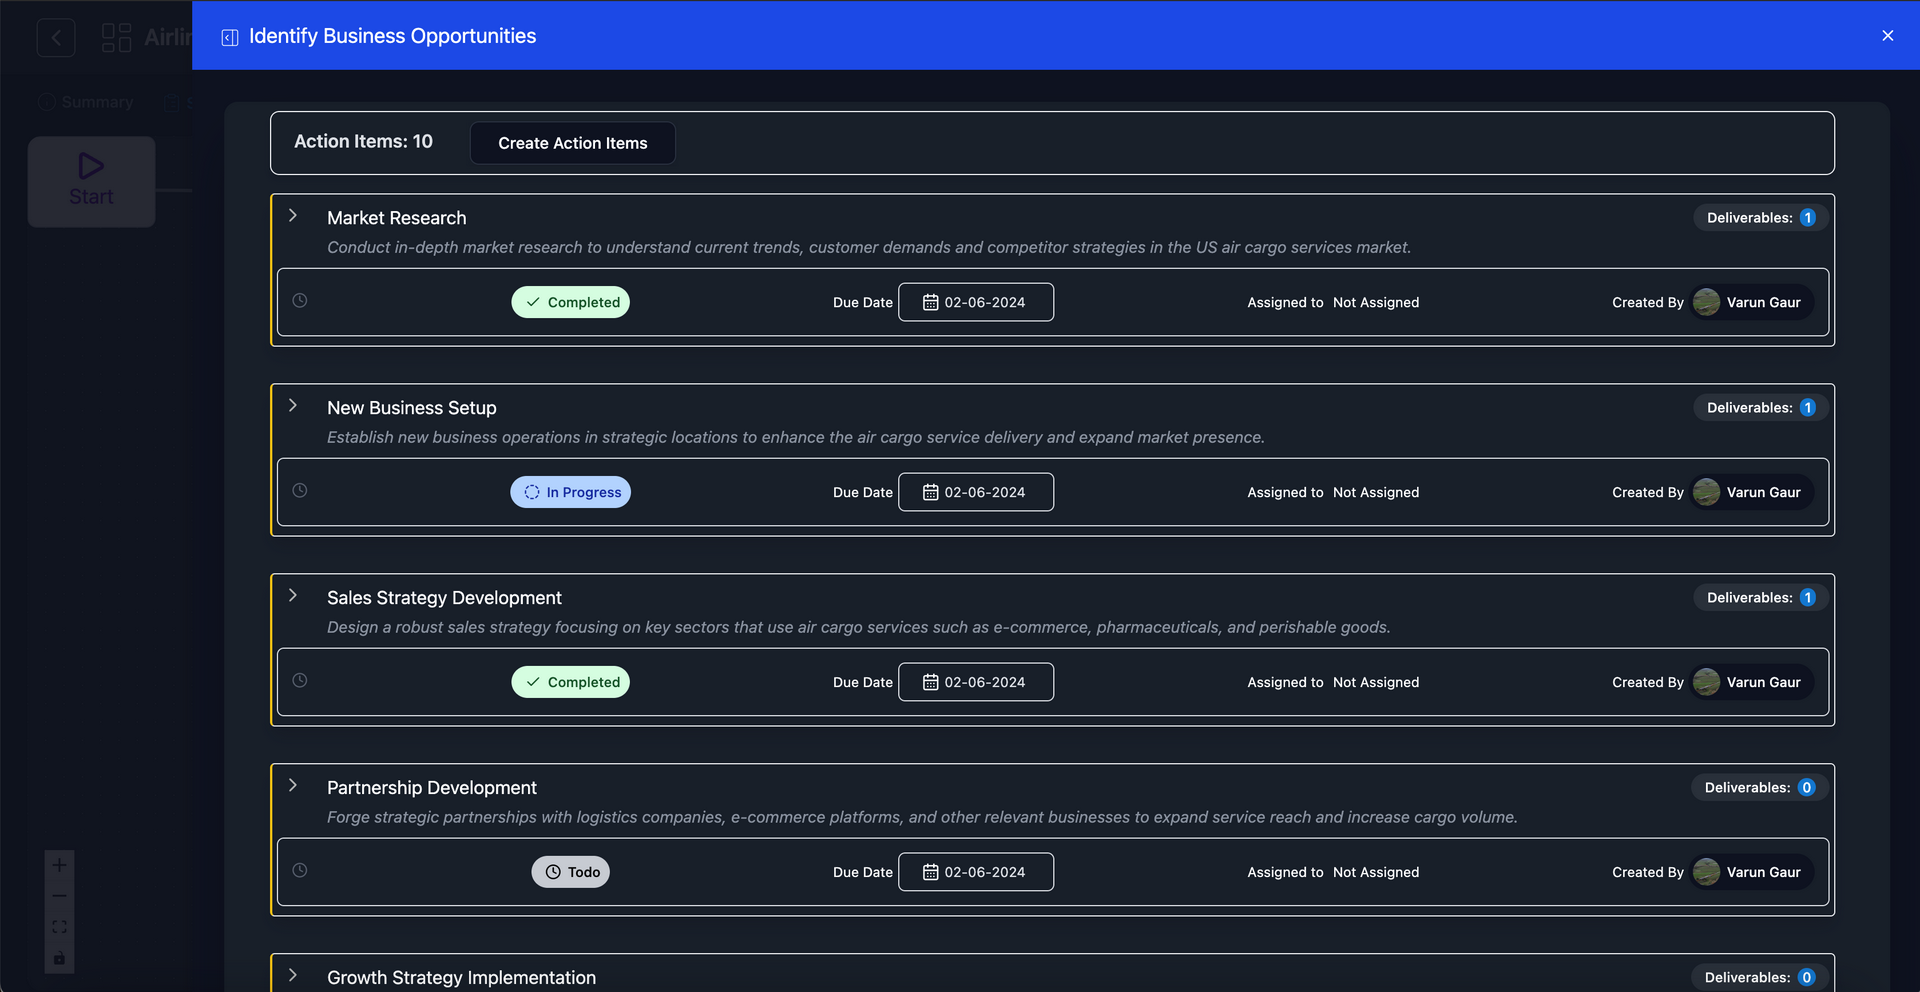 Airlin
Identify Business Opportunities
Summary
Start
Action Items: 10
Create Action Items
Market Research
Deliverables: 1
Conduct in-depth market research to understand current trends, customer demands and competitor strategies in the US air cargo services market.
Completed
Due Date 02-06-2024
Assigned to Not Assigned
Created By Varun Gaur
New Business Setup
Deliverables: 1
Establish new business operations in strategic locations to enhance the air cargo service delivery and expand market presence.
In Progress
Due Date 02-06-2024
Assigned to Not Assigned
Created By Varun Gaur
Sales Strategy Development
Deliverables: 1
Design a robust sales strategy focusing on key sectors that use air cargo services such as e-commerce, pharmaceuticals, and perishable goods.
Completed
Due Date 02-06-2024
Assigned to Not Assigned
Created By Varun Gaur
Partnership Development
Deliverables: 0
Forge strategic partnerships with logistics companies, e-commerce platforms, and other relevant businesses to expand service reach and increase cargo volume.
Todo
Due Date 02-06-2024
Assigned to Not Assigned
Created By Varun Gaur
Growth Strategy Implementation
Deliverables: 0